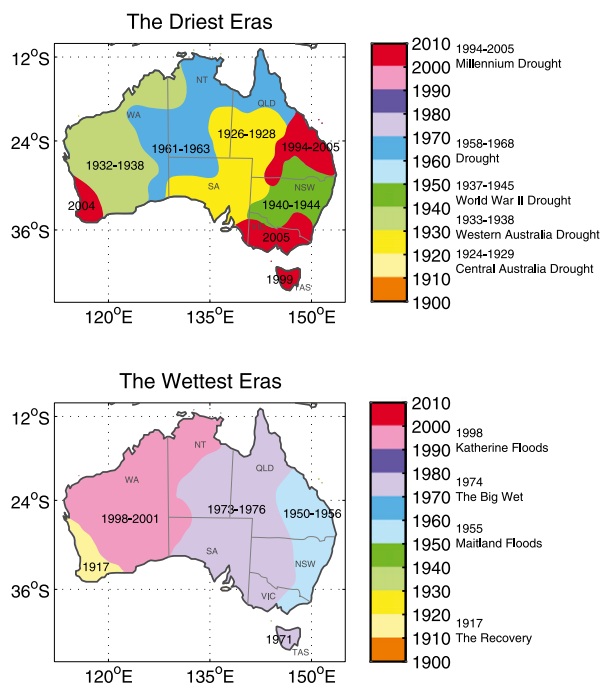 The Driest Eras
12°S
24°S
36°S
120°E
135°E
150°E
NT
WA
QLD
SA
NSW
TAS
1926-1928
1961-1963
1932-1938
1994-2005
1940-1944
2004
2005
1999
2010
2000
1990
1980
1970
1960
1950
1940
1930
1920
1910
1900
1994-2005
Millennium Drought
1958-1968
Drought
1937-1945
World War II Drought
1933-1938
Western Australia Drought
1924-1929
Central Australia Drought
The Wettest Eras
12°S
24°S
36°S
120°E
135°E
150°E
NT
WA
QLD
SA
NSW
VIC
TAS
1998-2001
1973-1976
1950-1956
1917
1971
2010
2000
1990
1980
1970
1960
1950
1940
1930
1920
1910
1900
1998
Katherine Floods
1974
The Big Wet
1955
Maitland Floods
1917
The Recovery